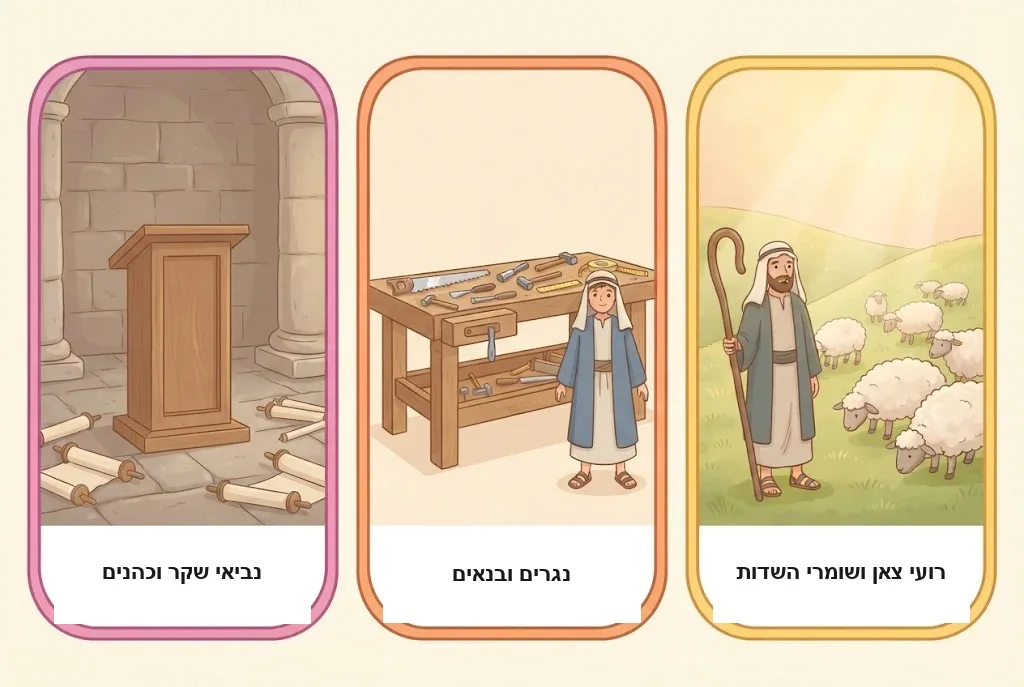 רועי צאן ושומרי השדות
נגרים ובנאים
נביאי שקר וכהנים